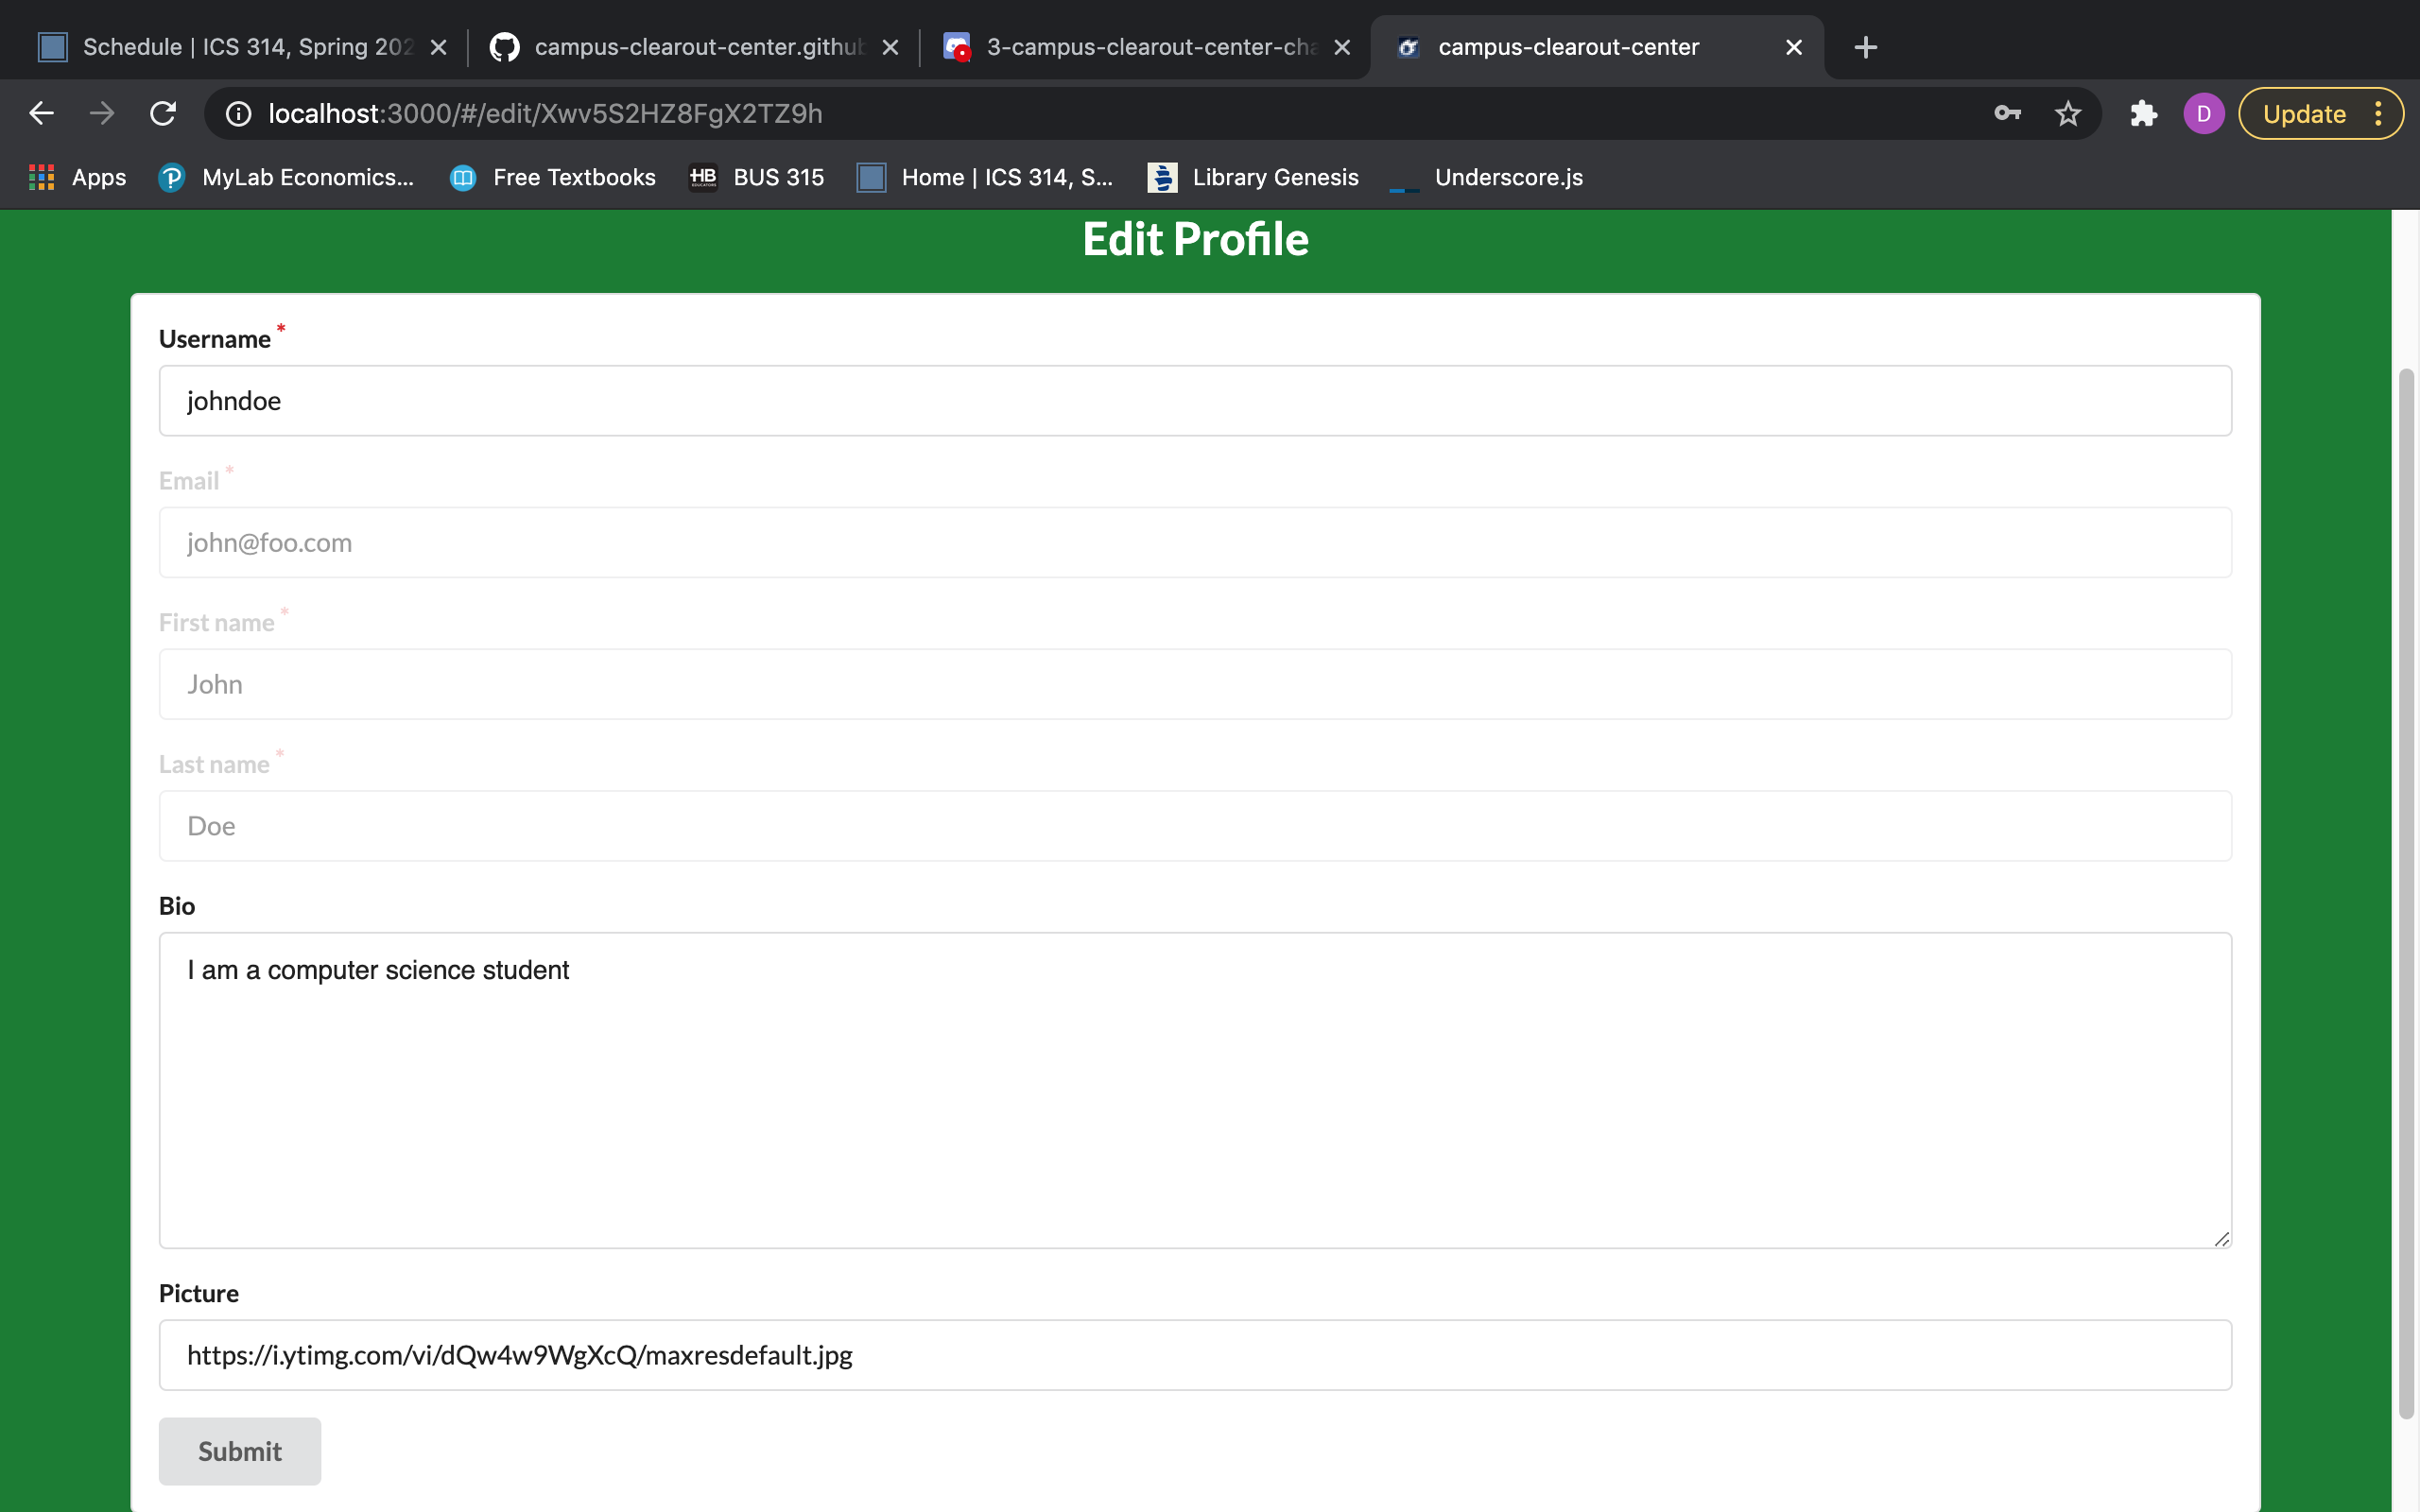 Schedule | ICS 314, Spring 202
campus-clearout-center.github
3-campus-clearout-center-cha
campus-clearout-center
localhost:3000/#/edit/Xwv5S2HZ8FgX2TZ9h
D
Update
Apps
MyLab Economics...
Free Textbooks
HB
BUS 315
Home | ICS 314, S...
Library Genesis
Underscore.js
Edit Profile
Username *
johndoe
Email *
john@foo.com
First name *
John
Last name *
Doe
Bio
I am a computer science student
Picture
https://i.ytimg.com/vi/dQw4w9WgXcQ/maxresdefault.jpg
Submit